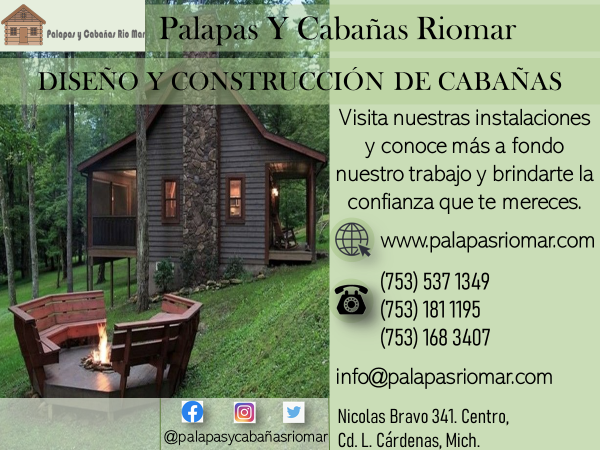 Palapas y Cabañas Rio Mar
Palapas Y Cabañas Riomar
DISEÑO Y CONSTRUCCIÓN DE CABAÑAS
Visita nuestras instalaciones
y conoce más a fondo
nuestro trabajo y brindarte la
confianza que te mereces.
www.palapasriomar.com
(753) 537 1349
(753) 181 1195
(753) 168 3407
info@palapasriomar.com
@palapasycabañasriomar
Nicolas Bravo 341. Centro,
Cd. L. Cárdenas, Mich.